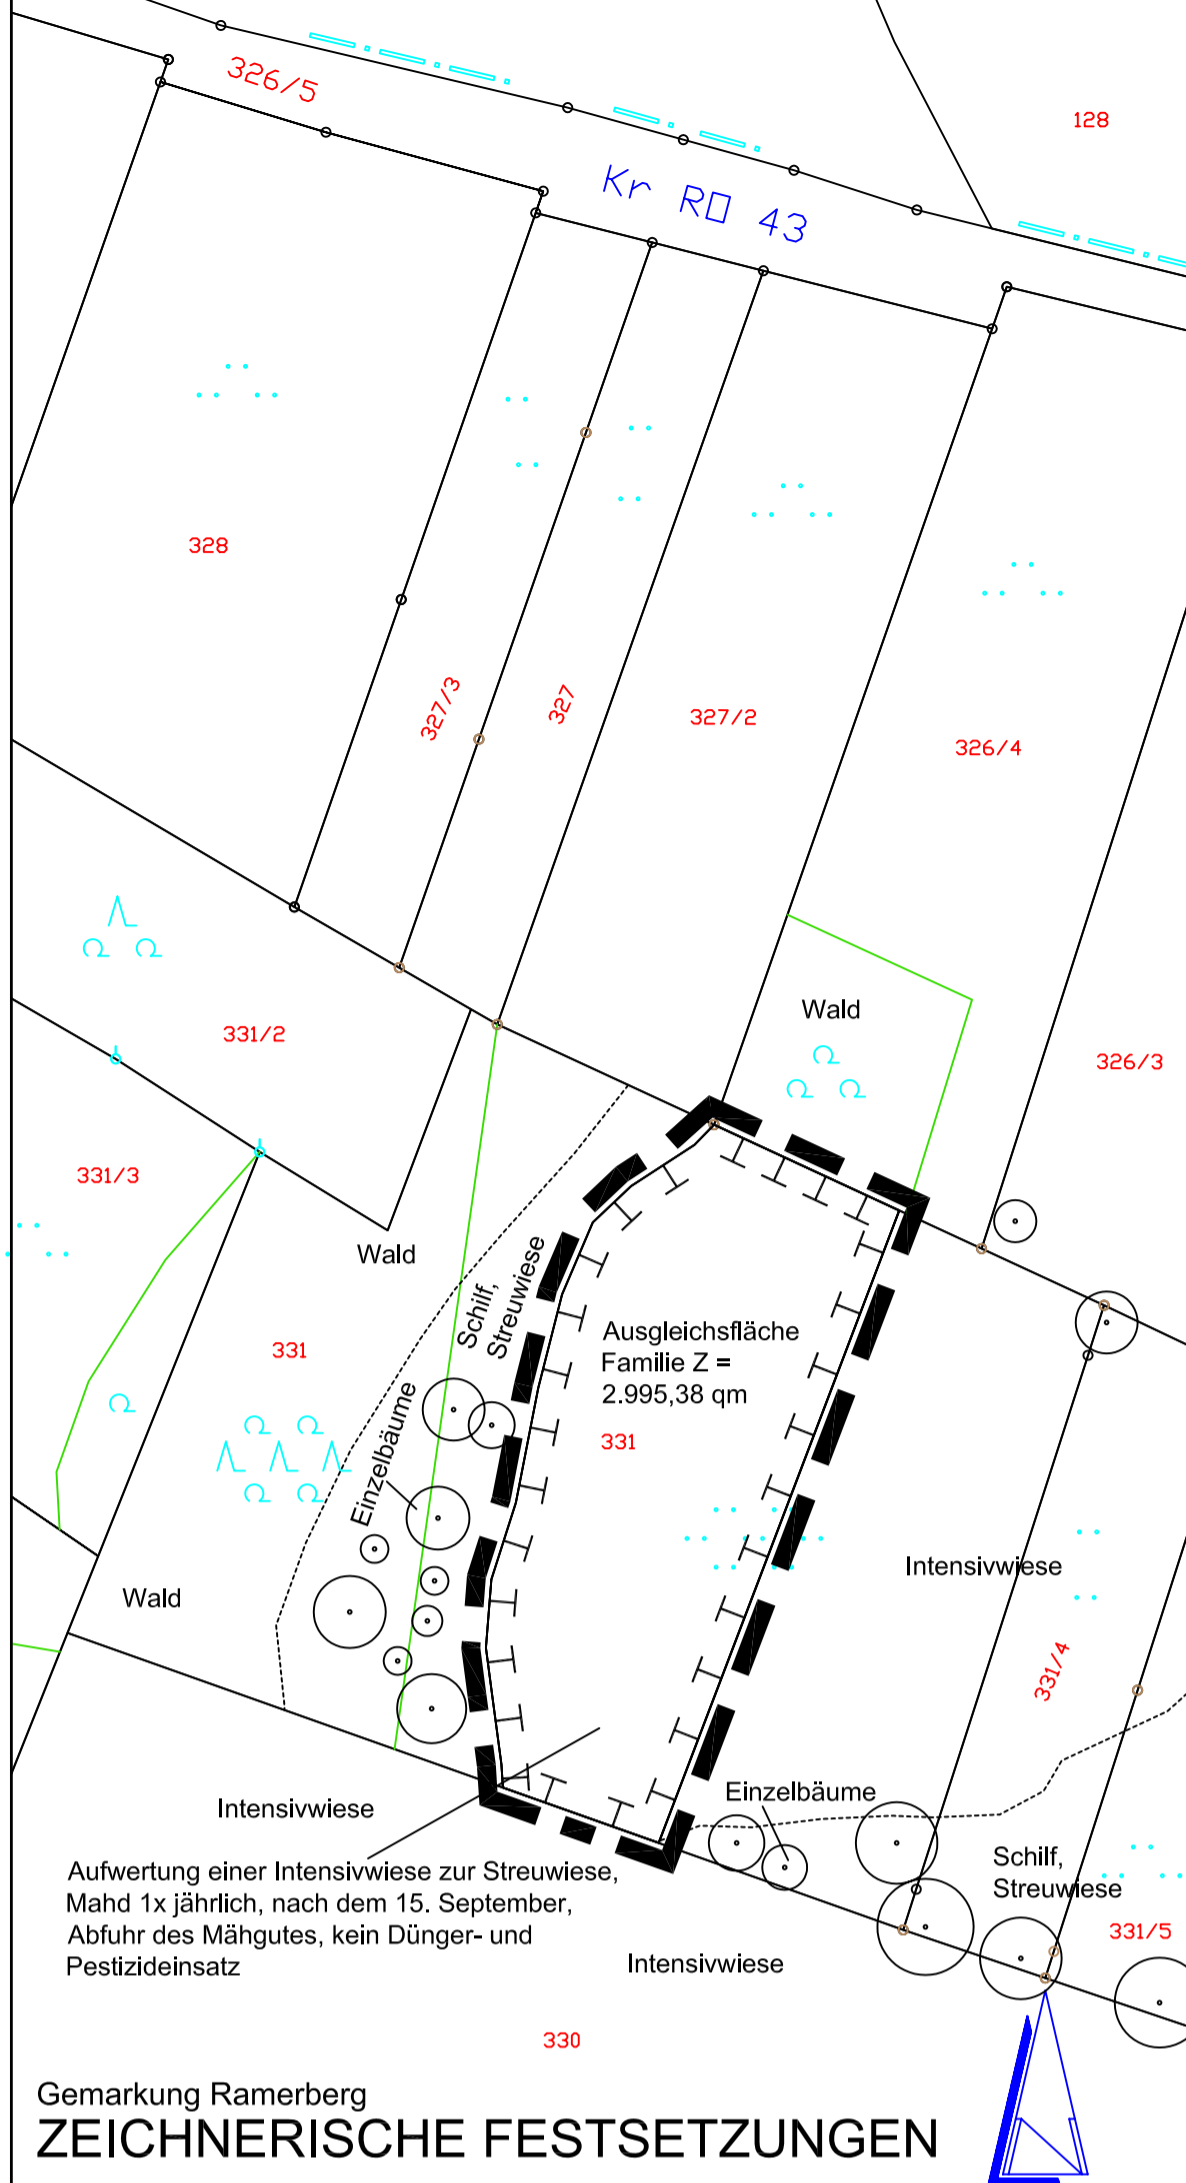 326/5
128
Kr RO 43
328
327/3
327
327/2
326/4
Wald
331/2
326/3
331/3
Wald
Schilf,
Streuwiese
331
Ausgleichsfläche
Familie Z =
2.995,38 qm
331
Einzelbäume
Intensivwiese
Wald
331/4
Einzelbäume
Intensivwiese
Schilf,
Streuwiese
Aufwertung einer Intensivwiese zur Streuwiese,
Mahd 1x jährlich, nach dem 15. September,
Abfuhr des Mähgutes, kein Dünger- und
Pestizideinsatz
331/5
Intensivwiese
330
Gemarkung Ramerberg
ZEICHNERISCHE FESTSETZUNGEN